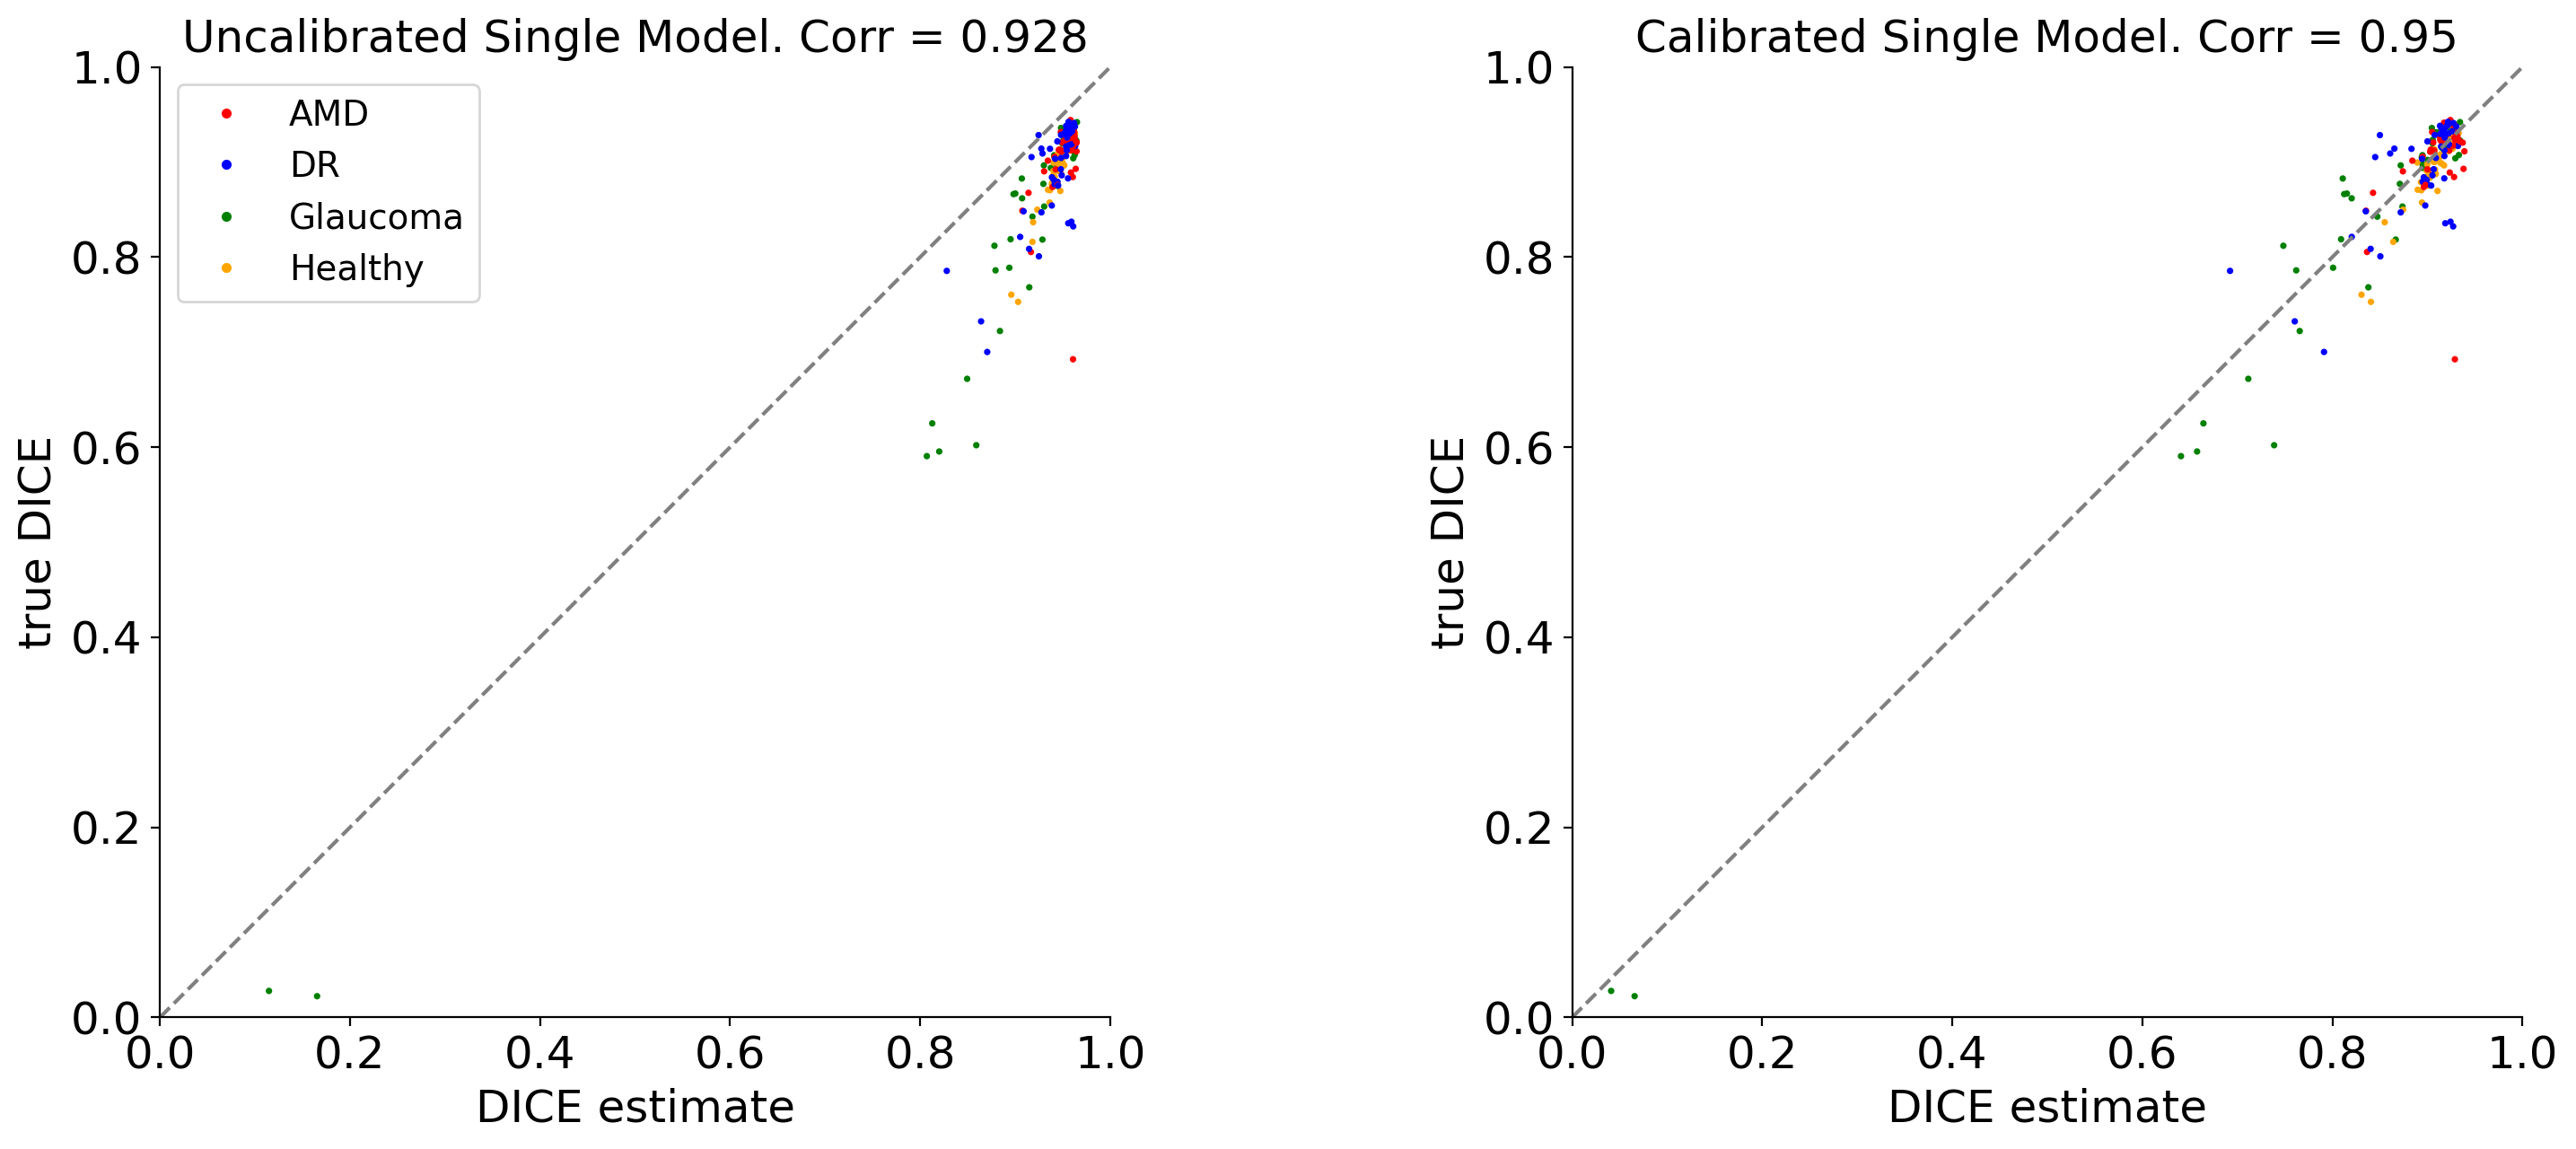 Uncalibrated Single Model. Corr = 0.928
1.0
0.8
0.6
0.4
0.2
0.0
true DICE
AMD
DR
Glaucoma
Healthy
0.0 0.2 0.4 0.6 0.8 1.0
DICE estimate
Calibrated Single Model. Corr = 0.95
1.0
0.8
0.6
0.4
0.2
0.0
true DICE
0.0 0.2 0.4 0.6 0.8 1.0
DICE estimate